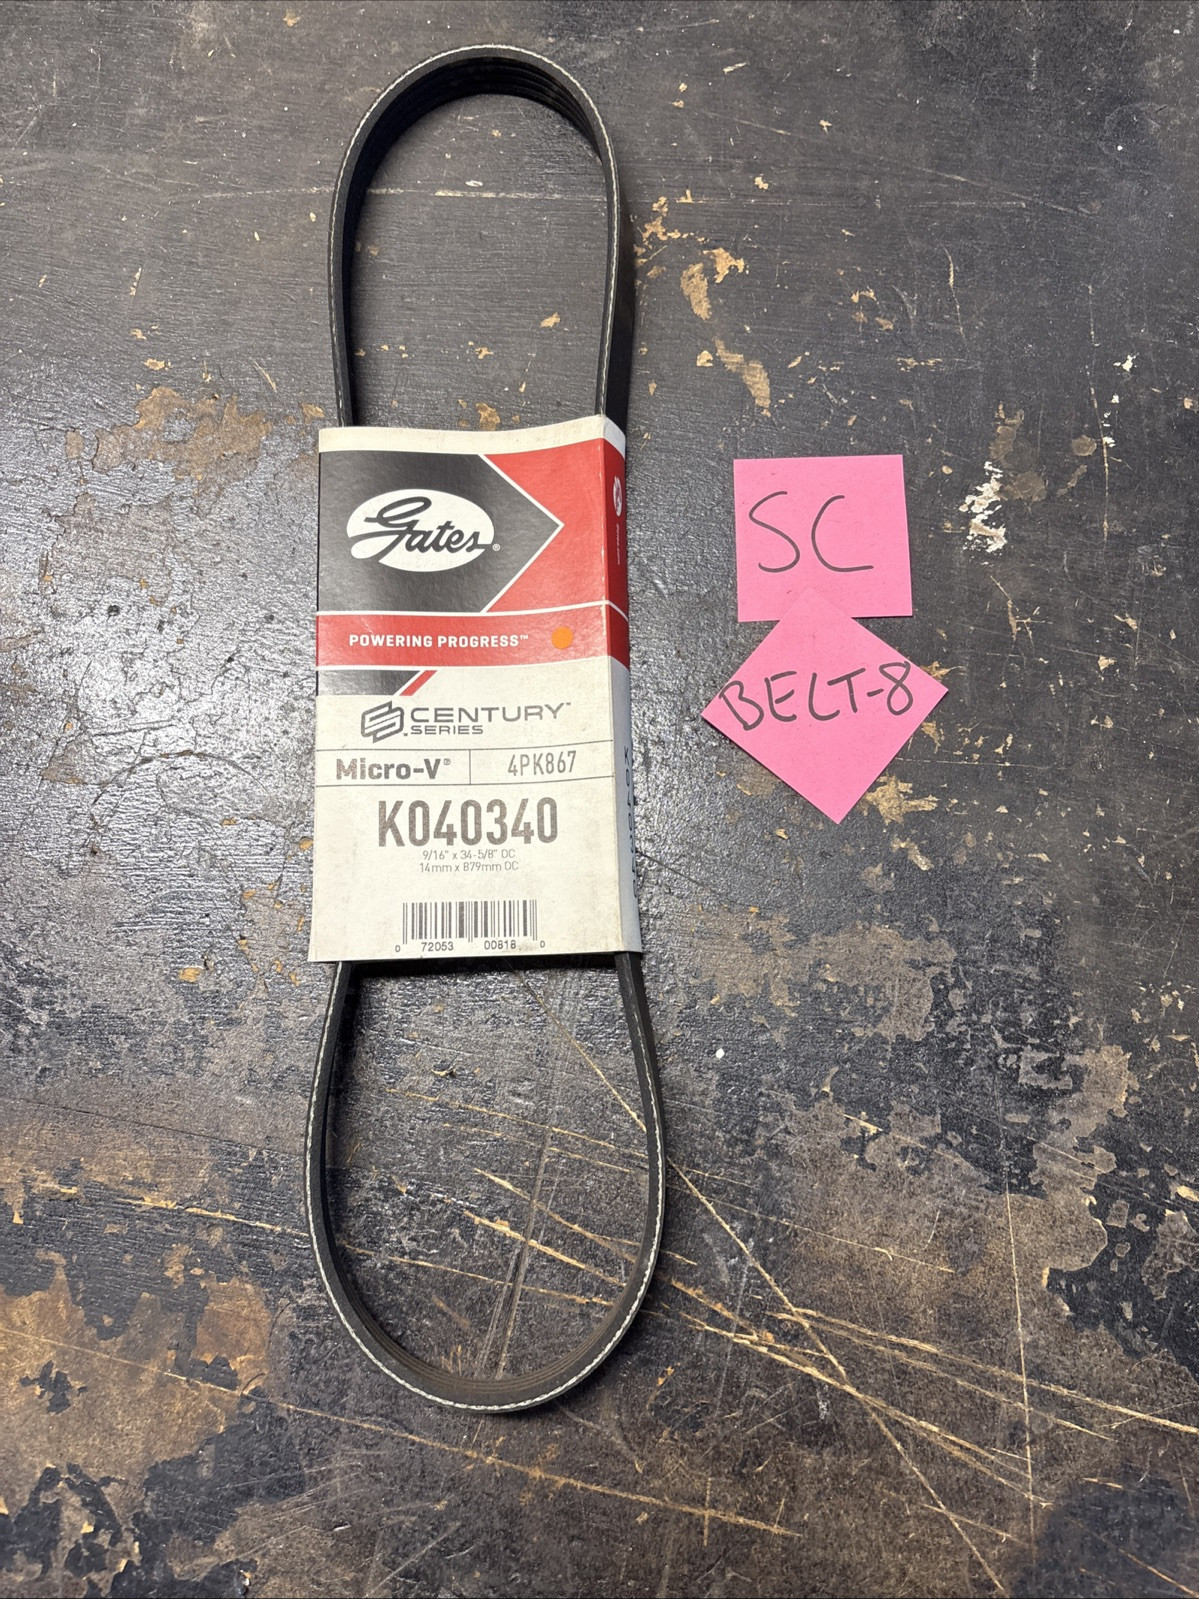 Gates®
POWERING PROGRESS™
CENTURY™
SERIES
Micro-V® 4PK867
K040340
9/16" x 34-5/8" OC
14mm x 879mm OC
0 72053 00818 0
SC
BELT-8